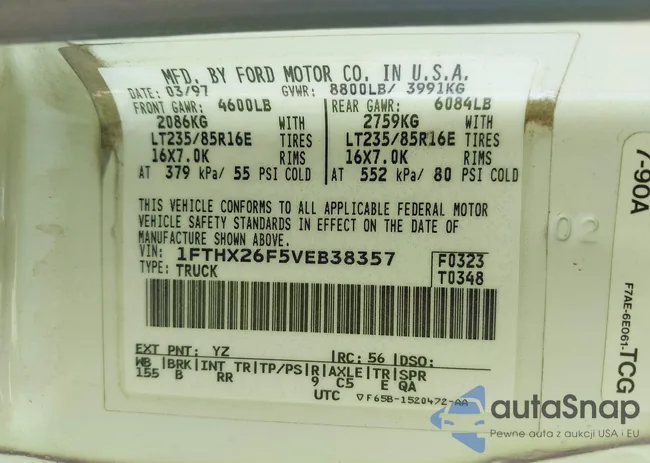 MFD. BY FORD MOTOR CO. IN U.S.A.
DATE: 03/97 GVWR: 8800LB/ 3991KG
FRONT GAWR: 4600LB REAR GAWR: 6084LB
2086KG WITH 2759KG WITH
LT235/85R16E TIRES LT235/85R16E TIRES
16X7.0K RIMS 16X7.0K RIMS
AT 379 kPa/ 55 PSI COLD AT 552 kPa/ 80 PSI COLD
THIS VEHICLE CONFORMS TO ALL APPLICABLE FEDERAL MOTOR
VEHICLE SAFETY STANDARDS IN EFFECT ON THE DATE OF
MANUFACTURE SHOWN ABOVE.
VIN: 1FTHX26F5VEB38357 F0323
TYPE: TRUCK T0348
EXT PNT: YZ |RC: 56 |DSO:
WB |BRK|INT TR|TP/PS|R|AXLE|TR|SPR
155 B RR 9 C5 E QA
UTC ▽F65B-1520472-AA
02
7-90A
F7AE-6E061-TCG
autaSnap
Pewne auta z aukcji USA i EU